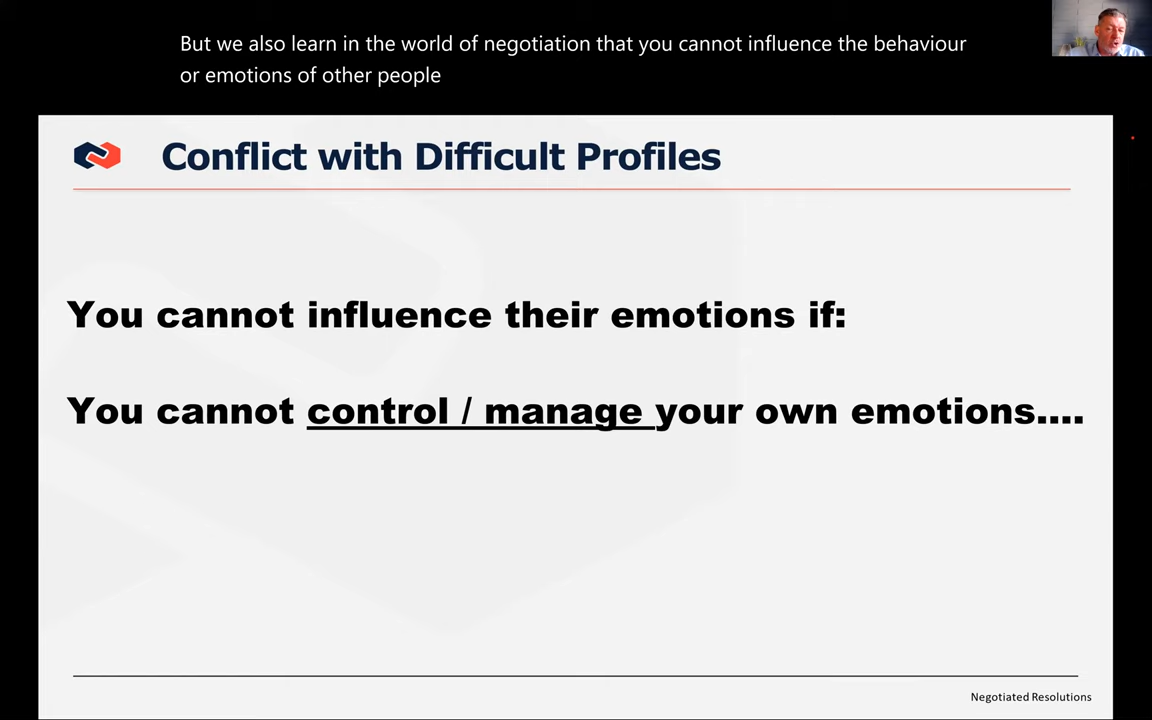 But we also learn in the world of negotiation that you cannot influence the behaviour
or emotions of other people
Conflict with Difficult Profiles
You cannot influence their emotions if:
You cannot control / manage your own emotions....
Negotiated Resolutions